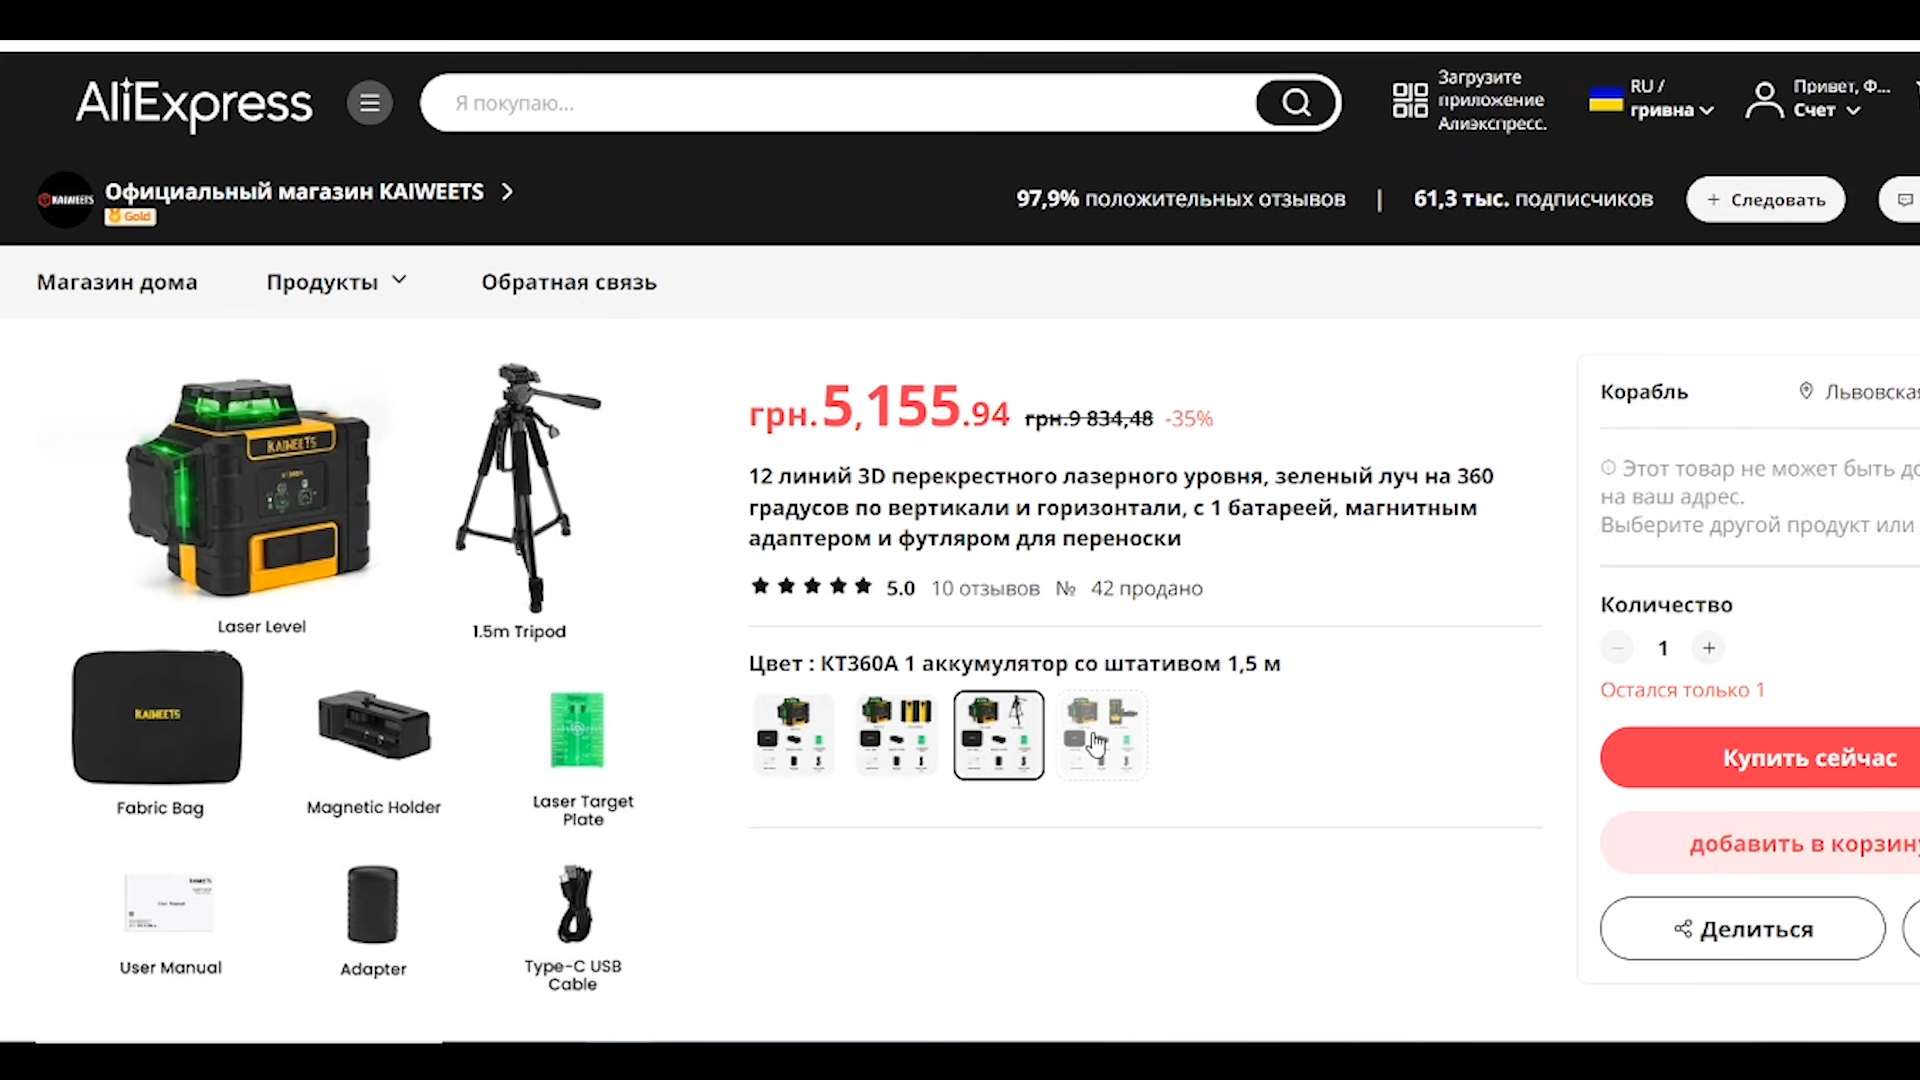 AliExpress
Я покупаю...
Загрузите
приложение
Алиэкспресс.
RU /
гривна
Привет, Ф...
Счет
KAIWEETS
Официальный магазин KAIWEETS
Gold
97,9% положительных отзывов | 61,3 тыс. подписчиков
+ Следовать
Магазин дома
Продукты
Обратная связь
KAIWEETS
Laser Level
1.5m Tripod
KAIWEETS
Fabric Bag
Magnetic Holder
Laser Target
Plate
User Manual
Adapter
Type-C USB
Cable
грн.5,155.94 грн.9 834,48 -35%
12 линий 3D перекрестного лазерного уровня, зеленый луч на 360
градусов по вертикали и горизонтали, с 1 батареей, магнитным
адаптером и футляром для переноски
5.0 10 отзывов № 42 продано
Цвет : КТ360А 1 аккумулятор со штативом 1,5 м
Корабль
Львовская
Этот товар не может быть до
на ваш адрес.
Выберите другой продукт или
Количество
− 1 +
Остался только 1
Купить сейчас
добавить в корзину
Делиться